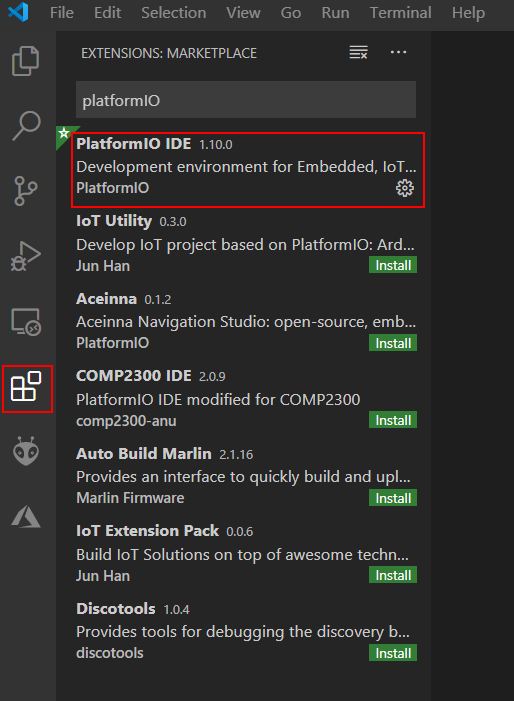 File Edit Selection View Go Run Terminal Help
EXTENSIONS: MARKETPLACE
platformIO
PlatformIO IDE 1.10.0
Development environment for Embedded, IoT...
PlatformIO
IoT Utility 0.3.0
Develop IoT project based on PlatformIO: Ard...
Jun Han Install
Aceinna 0.1.2
Aceinna Navigation Studio: open-source, emb...
PlatformIO Install
COMP2300 IDE 2.0.9
PlatformIO IDE modified for COMP2300
comp2300-anu Install
Auto Build Marlin 2.1.16
Provides an interface to quickly build and upl...
Marlin Firmware Install
IoT Extension Pack 0.0.6
Build IoT Solutions on top of awesome techn...
Jun Han Install
Discotools 1.0.4
Provides tools for debugging the discovery b...
discotools Install